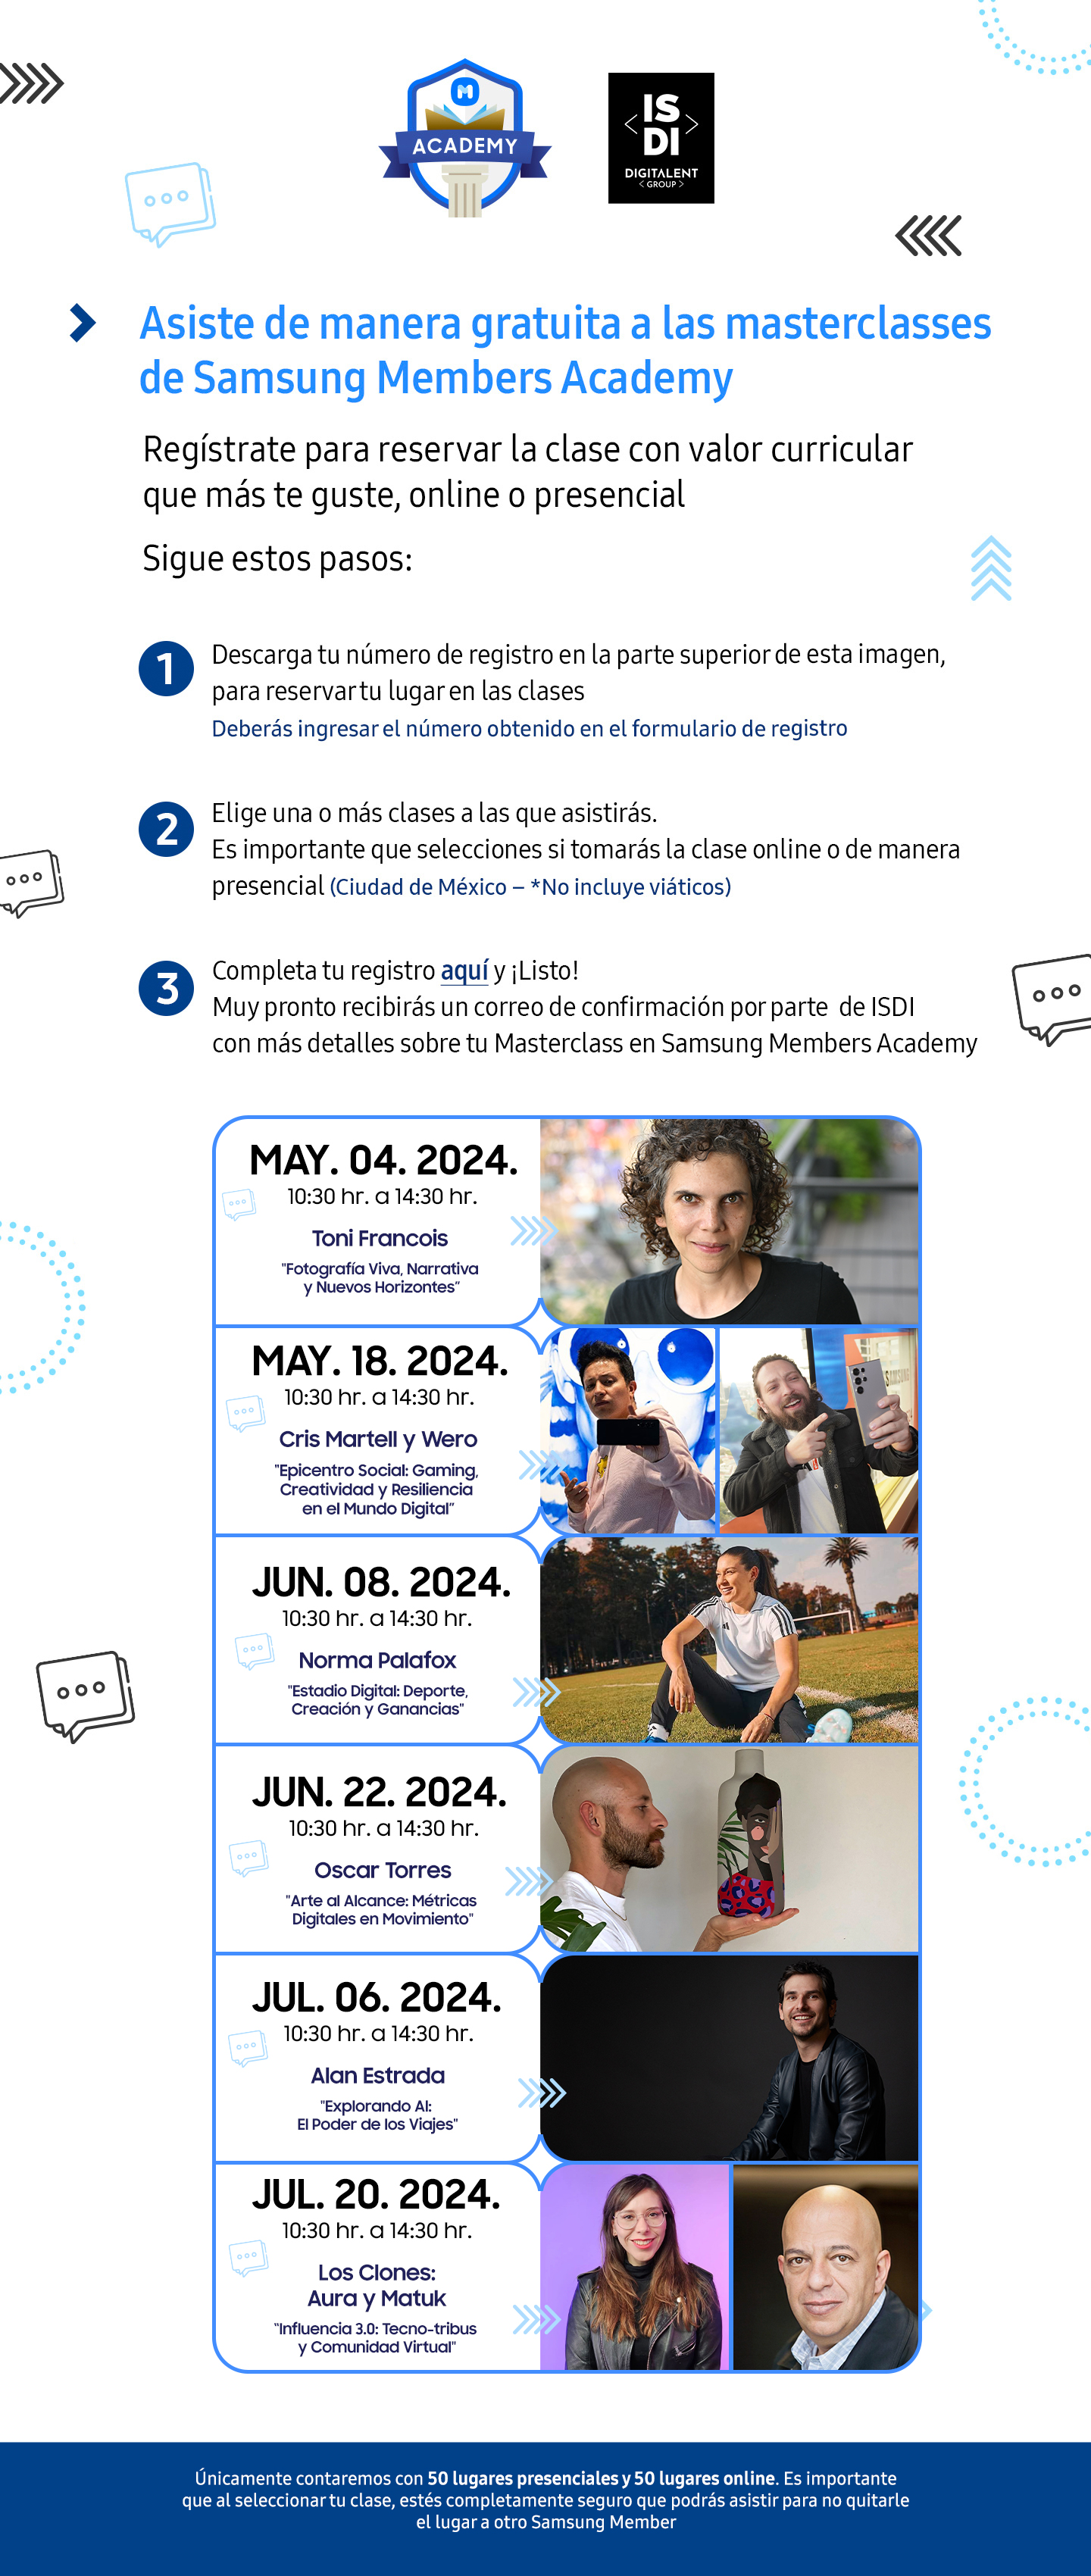 M
ACADEMY
IS
DI
DIGITALENT
< GROUP >
Asiste de manera gratuita a las masterclasses
de Samsung Members Academy
Regístrate para reservar la clase con valor curricular
que más te guste, online o presencial
Sigue estos pasos:
1
Descarga tu número de registro en la parte superior de esta imagen,
para reservar tu lugar en las clases
Deberás ingresar el número obtenido en el formulario de registro
2
Elige una o más clases a las que asistirás.
Es importante que selecciones si tomarás la clase online o de manera
presencial (Ciudad de México – *No incluye viáticos)
3
Completa tu registro aquí y ¡Listo!
Muy pronto recibirás un correo de confirmación por parte de ISDI
con más detalles sobre tu Masterclass en Samsung Members Academy
MAY. 04. 2024.
10:30 hr. a 14:30 hr.
Toni Francois
"Fotografía Viva, Narrativa
y Nuevos Horizontes"
MAY. 18. 2024.
10:30 hr. a 14:30 hr.
Cris Martell y Wero
"Epicentro Social: Gaming,
Creatividad y Resiliencia
en el Mundo Digital"
JUN. 08. 2024.
10:30 hr. a 14:30 hr.
Norma Palafox
"Estadio Digital: Deporte,
Creación y Ganancias"
JUN. 22. 2024.
10:30 hr. a 14:30 hr.
Oscar Torres
"Arte al Alcance: Métricas
Digitales en Movimiento"
JUL. 06. 2024.
10:30 hr. a 14:30 hr.
Alan Estrada
"Explorando AI:
El Poder de los Viajes"
JUL. 20. 2024.
10:30 hr. a 14:30 hr.
Los Clones:
Aura y Matuk
"Influencia 3.0: Tecno-tribus
y Comunidad Virtual"
Únicamente contaremos con 50 lugares presenciales y 50 lugares online. Es importante
que al seleccionar tu clase, estés completamente seguro que podrás asistir para no quitarle
el lugar a otro Samsung Member